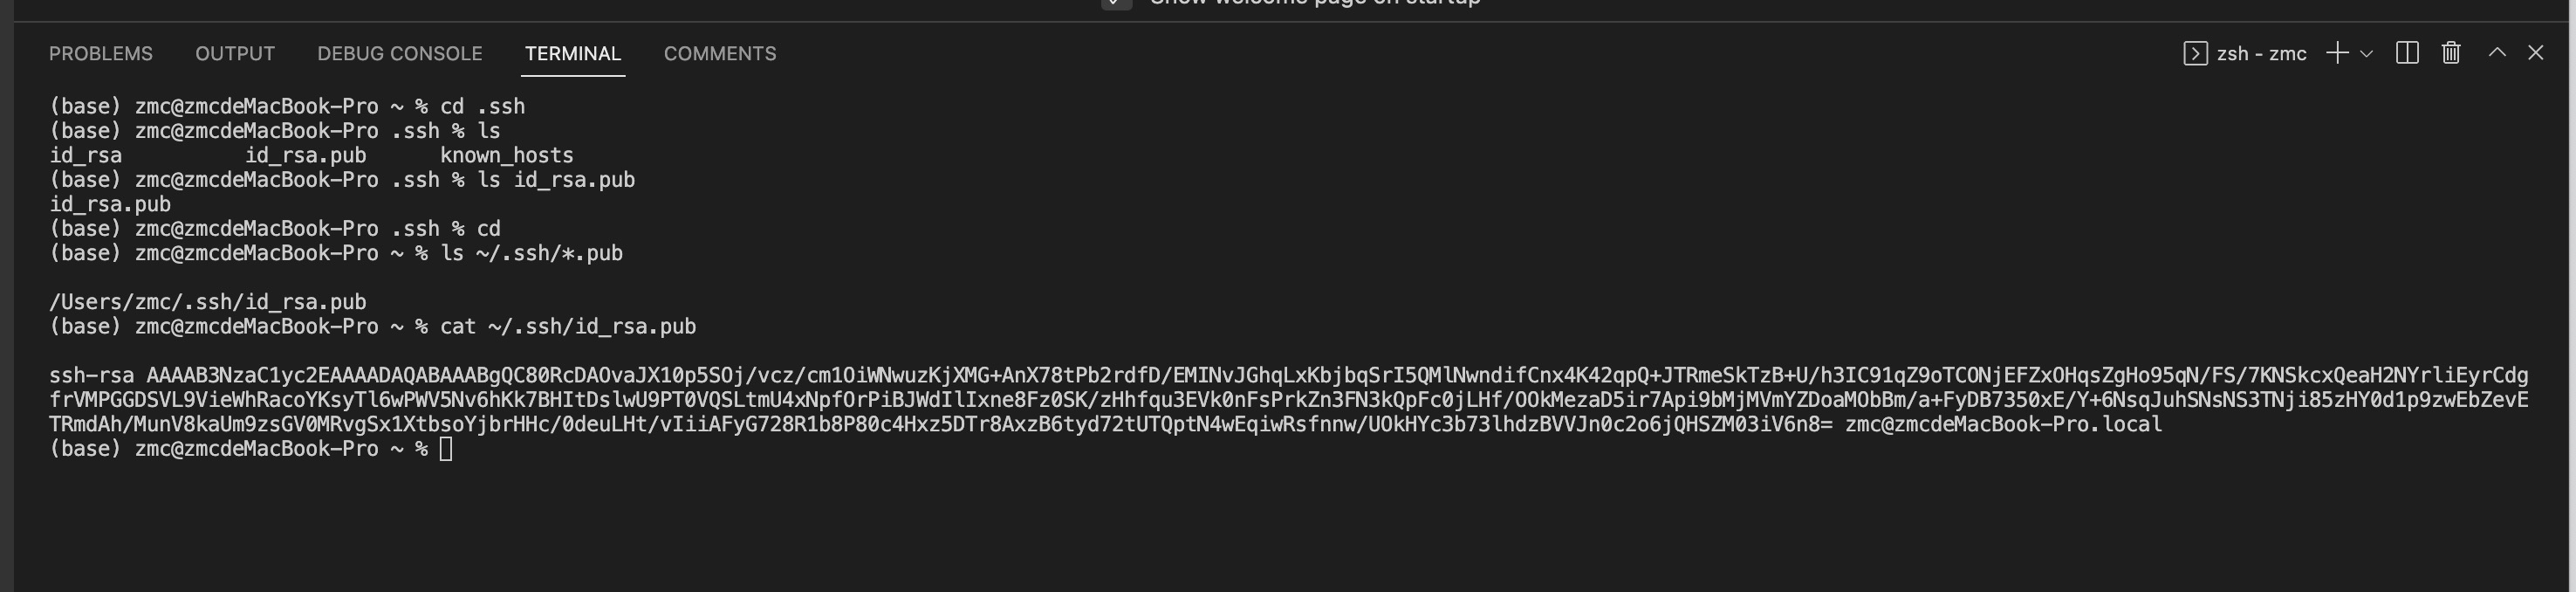 Show welcome page on startup
PROBLEMS OUTPUT DEBUG CONSOLE TERMINAL COMMENTS zsh - zmc
(base) zmc@zmcdeMacBook-Pro ~ % cd .ssh
(base) zmc@zmcdeMacBook-Pro .ssh % ls
id_rsa id_rsa.pub known_hosts
(base) zmc@zmcdeMacBook-Pro .ssh % ls id_rsa.pub
id_rsa.pub
(base) zmc@zmcdeMacBook-Pro .ssh % cd
(base) zmc@zmcdeMacBook-Pro ~ % ls ~/.ssh/*.pub
/Users/zmc/.ssh/id_rsa.pub
(base) zmc@zmcdeMacBook-Pro ~ % cat ~/.ssh/id_rsa.pub
ssh-rsa AAAAB3NzaC1yc2EAAAADAQABAAABgQC80RcDAOvaJX10p5SOj/vcz/cm1OiWNwuzKjXMG+AnX78tPb2rdfD/EMINvJGhqLxKbjbqSrI5QMlNwndifCnx4K42qpQ+JTRmeSkTzB+U/h3IC91qZ9oTCONjEFZxOHqsZgHo95qN/FS/7KNSkcxQeaH2NYrliEyrCdg
frVMPGGDSVL9VieWhRacoYKsyTl6wPWV5Nv6hKk7BHItDslwU9PT0VQSLtmU4xNpfOrPiBJWdIlIxne8Fz0SK/zHhfqu3EVk0nFsPrkZn3FN3kQpFc0jLHf/OOkMezaD5ir7Api9bMjMVmYZDoaMObBm/a+FyDB7350xE/Y+6NsqJuhSNsNS3TNji85zHY0d1p9zwEbZevE
TRmdAh/MunV8kaUm9zsGV0MRvgSx1XtbsoYjbrHHc/0deuLHt/vIiiAFyG728R1b8P80c4Hxz5DTr8AxzB6tyd72tUTQptN4wEqiwRsfnnw/UOkHYc3b73lhdzBVVJn0c2o6jQHSZM03iV6n8= zmc@zmcdeMacBook-Pro.local
(base) zmc@zmcdeMacBook-Pro ~ %